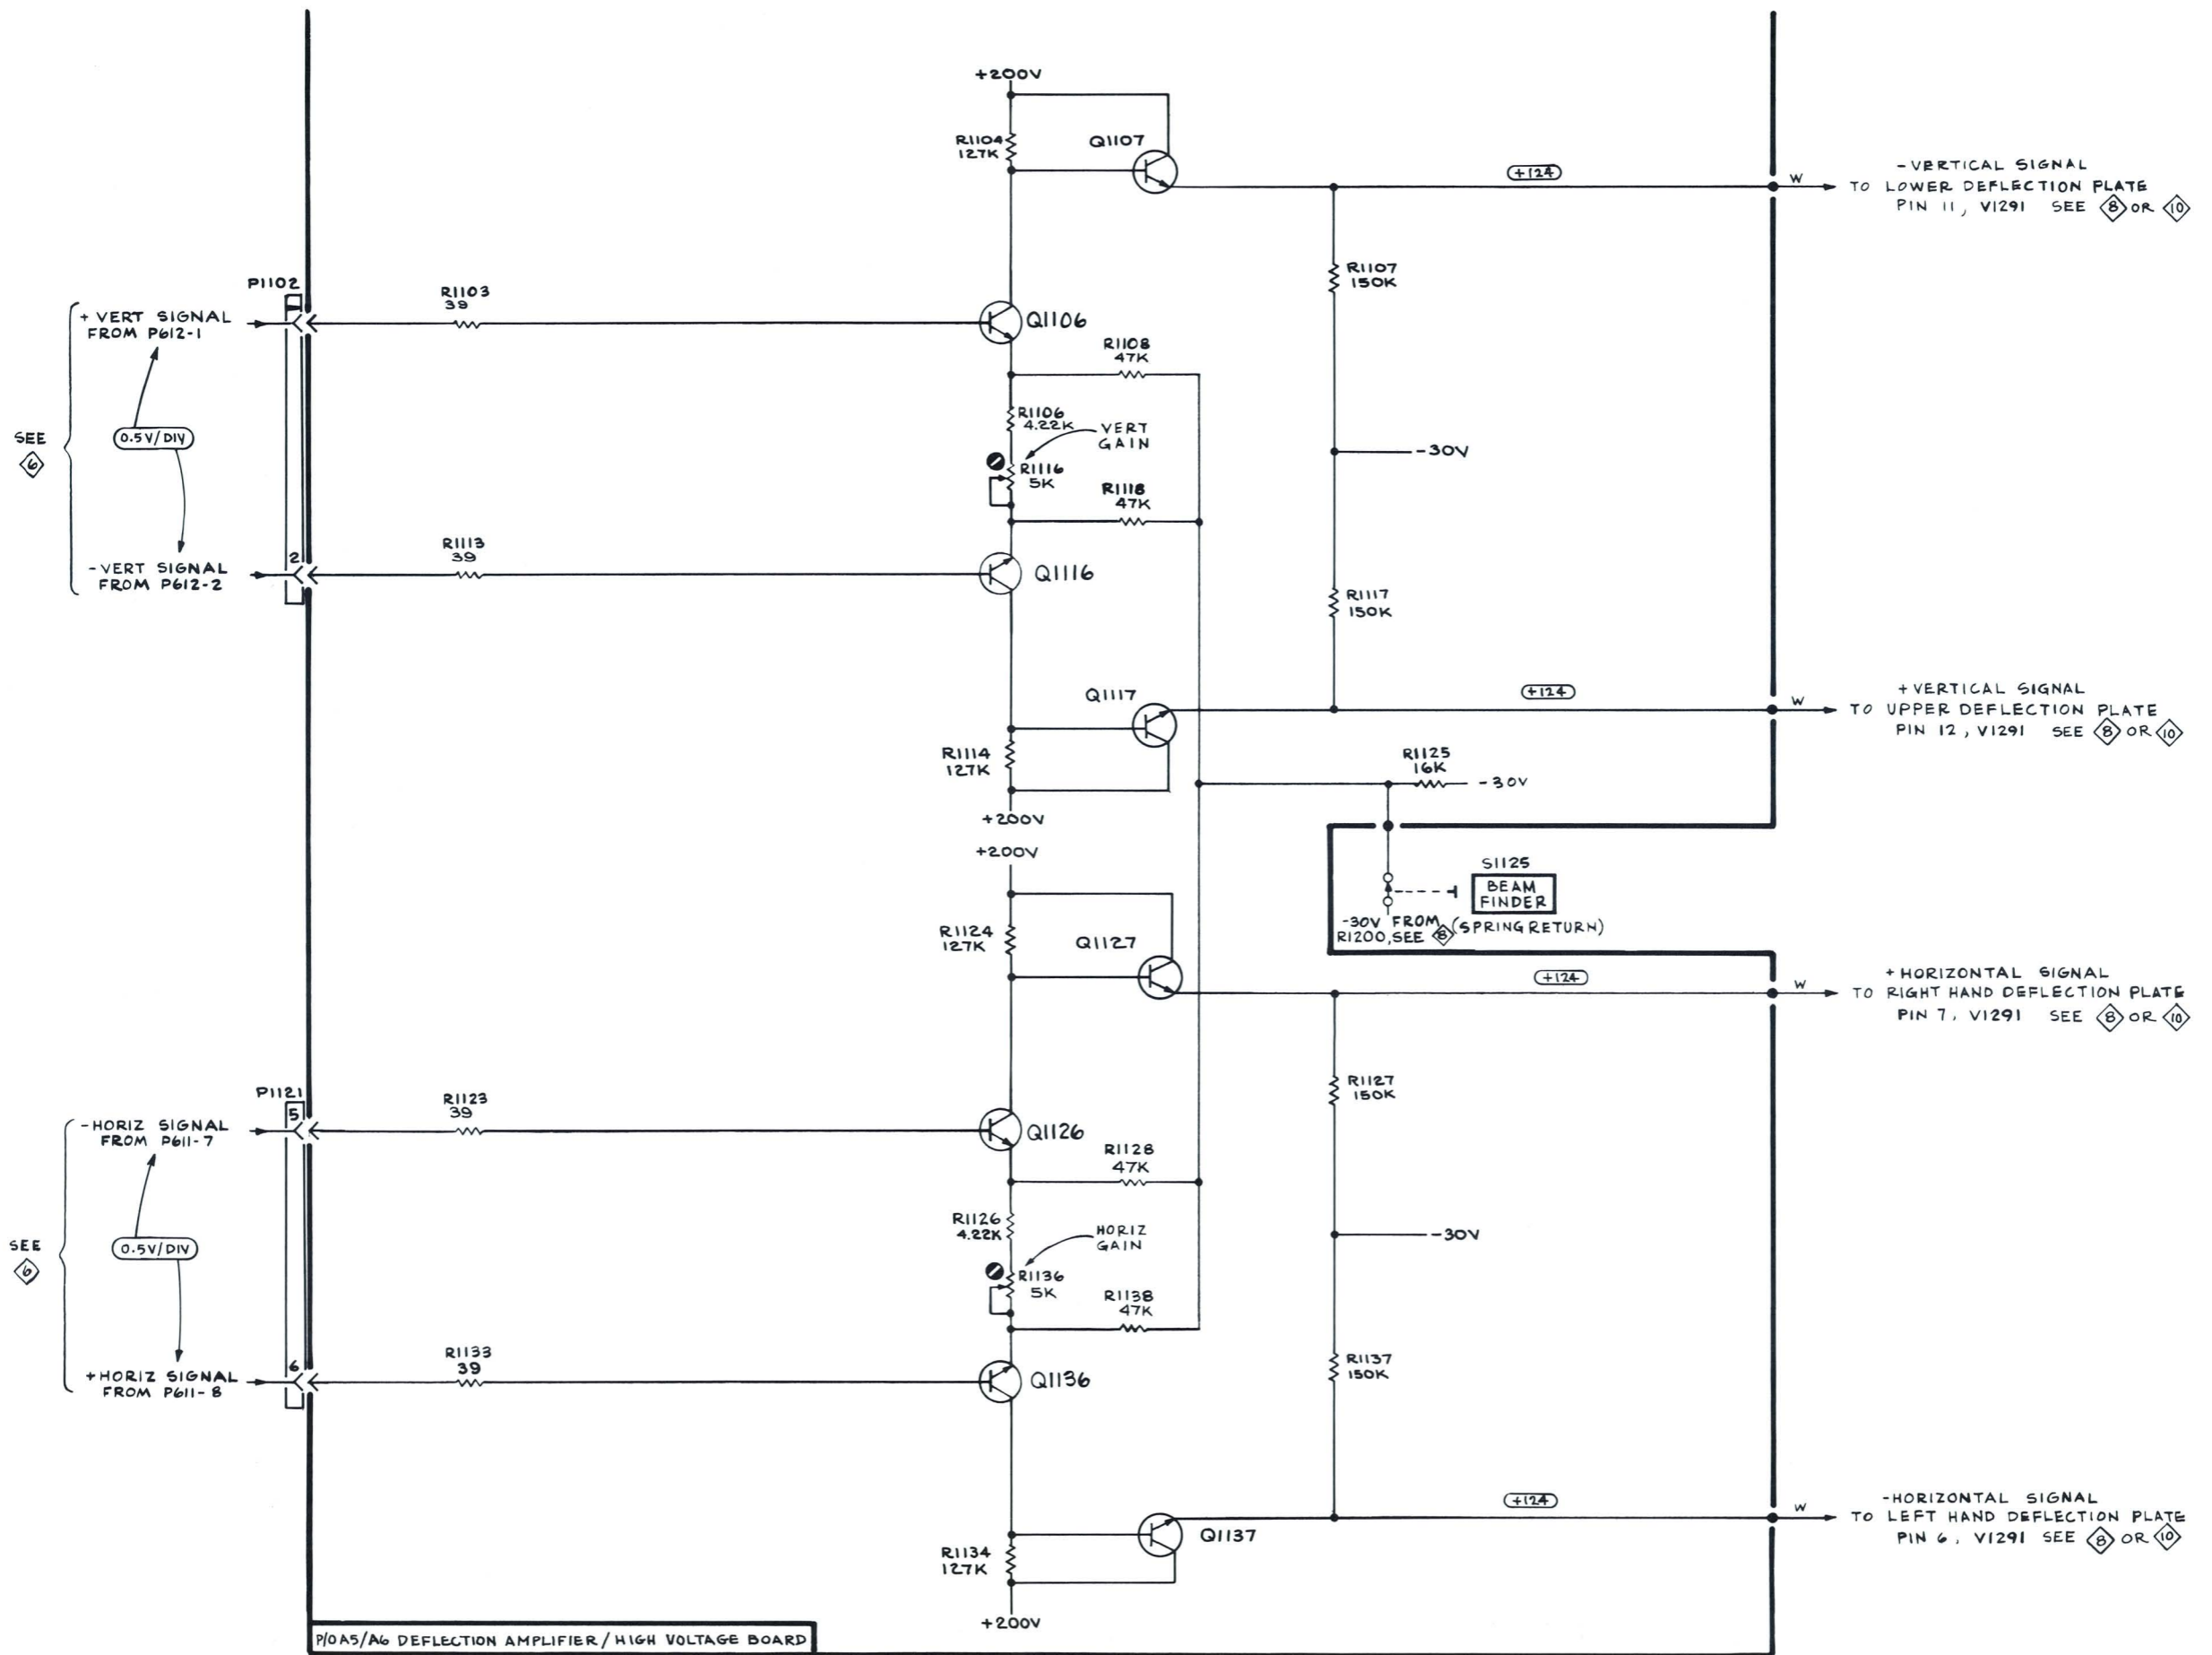 +200V
R1104
127K
Q1107
+124
-VERTICAL SIGNAL
W
TO LOWER DEFLECTION PLATE
PIN 11, V1291 SEE 8 OR 10
R1107
150K
P1102
R1103
39
+ VERT SIGNAL
FROM P612-1
Q1106
R1108
47K
R1106
4.22K
VERT
GAIN
SEE
6
0.5V/DIV
-30V
R1116
5K
R1118
47K
R1113
39
2
-VERT SIGNAL
FROM P612-2
Q1116
R1117
150K
Q1117
+124
+VERTICAL SIGNAL
W
TO UPPER DEFLECTION PLATE
PIN 12, V1291 SEE 8 OR 10
R1114
127K
R1125
16K
-30V
+200V
+200V
S1125
BEAM
FINDER
-30V FROM
R1200, SEE 8 (SPRING RETURN)
R1124
127K
Q1127
+124
+HORIZONTAL SIGNAL
W
TO RIGHT HAND DEFLECTION PLATE
PIN 7, V1291 SEE 8 OR 10
R1127
150K
P1121
5
R1123
39
-HORIZ SIGNAL
FROM P611-7
Q1126
R1128
47K
R1126
4.22K
HORIZ
GAIN
SEE
6
0.5V/DIV
-30V
R1136
5K
R1138
47K
R1133
39
6
+HORIZ SIGNAL
FROM P611-8
Q1136
R1137
150K
+124
-HORIZONTAL SIGNAL
W
TO LEFT HAND DEFLECTION PLATE
PIN 6, V1291 SEE 8 OR 10
Q1137
R1134
127K
+200V
P/O A5/A6 DEFLECTION AMPLIFIER/HIGH VOLTAGE BOARD